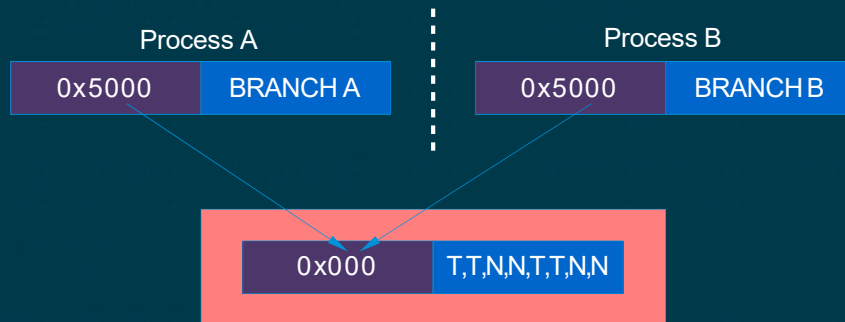 Process A
Process B
0x5000 BRANCH A
0x5000 BRANCH B
0x000 T,T,N,N,T,T,N,N